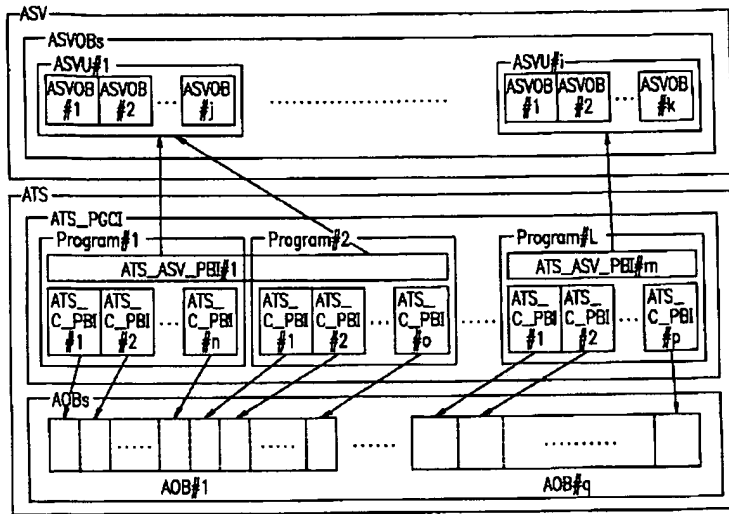 ASV
ASVOBs
ASVU#1
ASVU#i
ASVOB ASVOB ASVOB
#1 #2 ..... #j
ASVOB ASVOB ASVOB
#1 #2 ..... #k
ATS
ATS_PGCI
Program#1 Program#2 Program#L
ATS_ASV_PBI#1
ATS_ASV_PBI#m
ATS_ ATS_ ATS_
C_PBI C_PBI C_PBI
#1 #2 ..... #n
ATS_ ATS_ ATS_
C_PBI C_PBI C_PBI
#1 #2 ..... #o
ATS_ ATS_ ATS_
C_PBI C_PBI C_PBI
#1 #2 ..... #p
AOBs
AOB#1
AOB#q